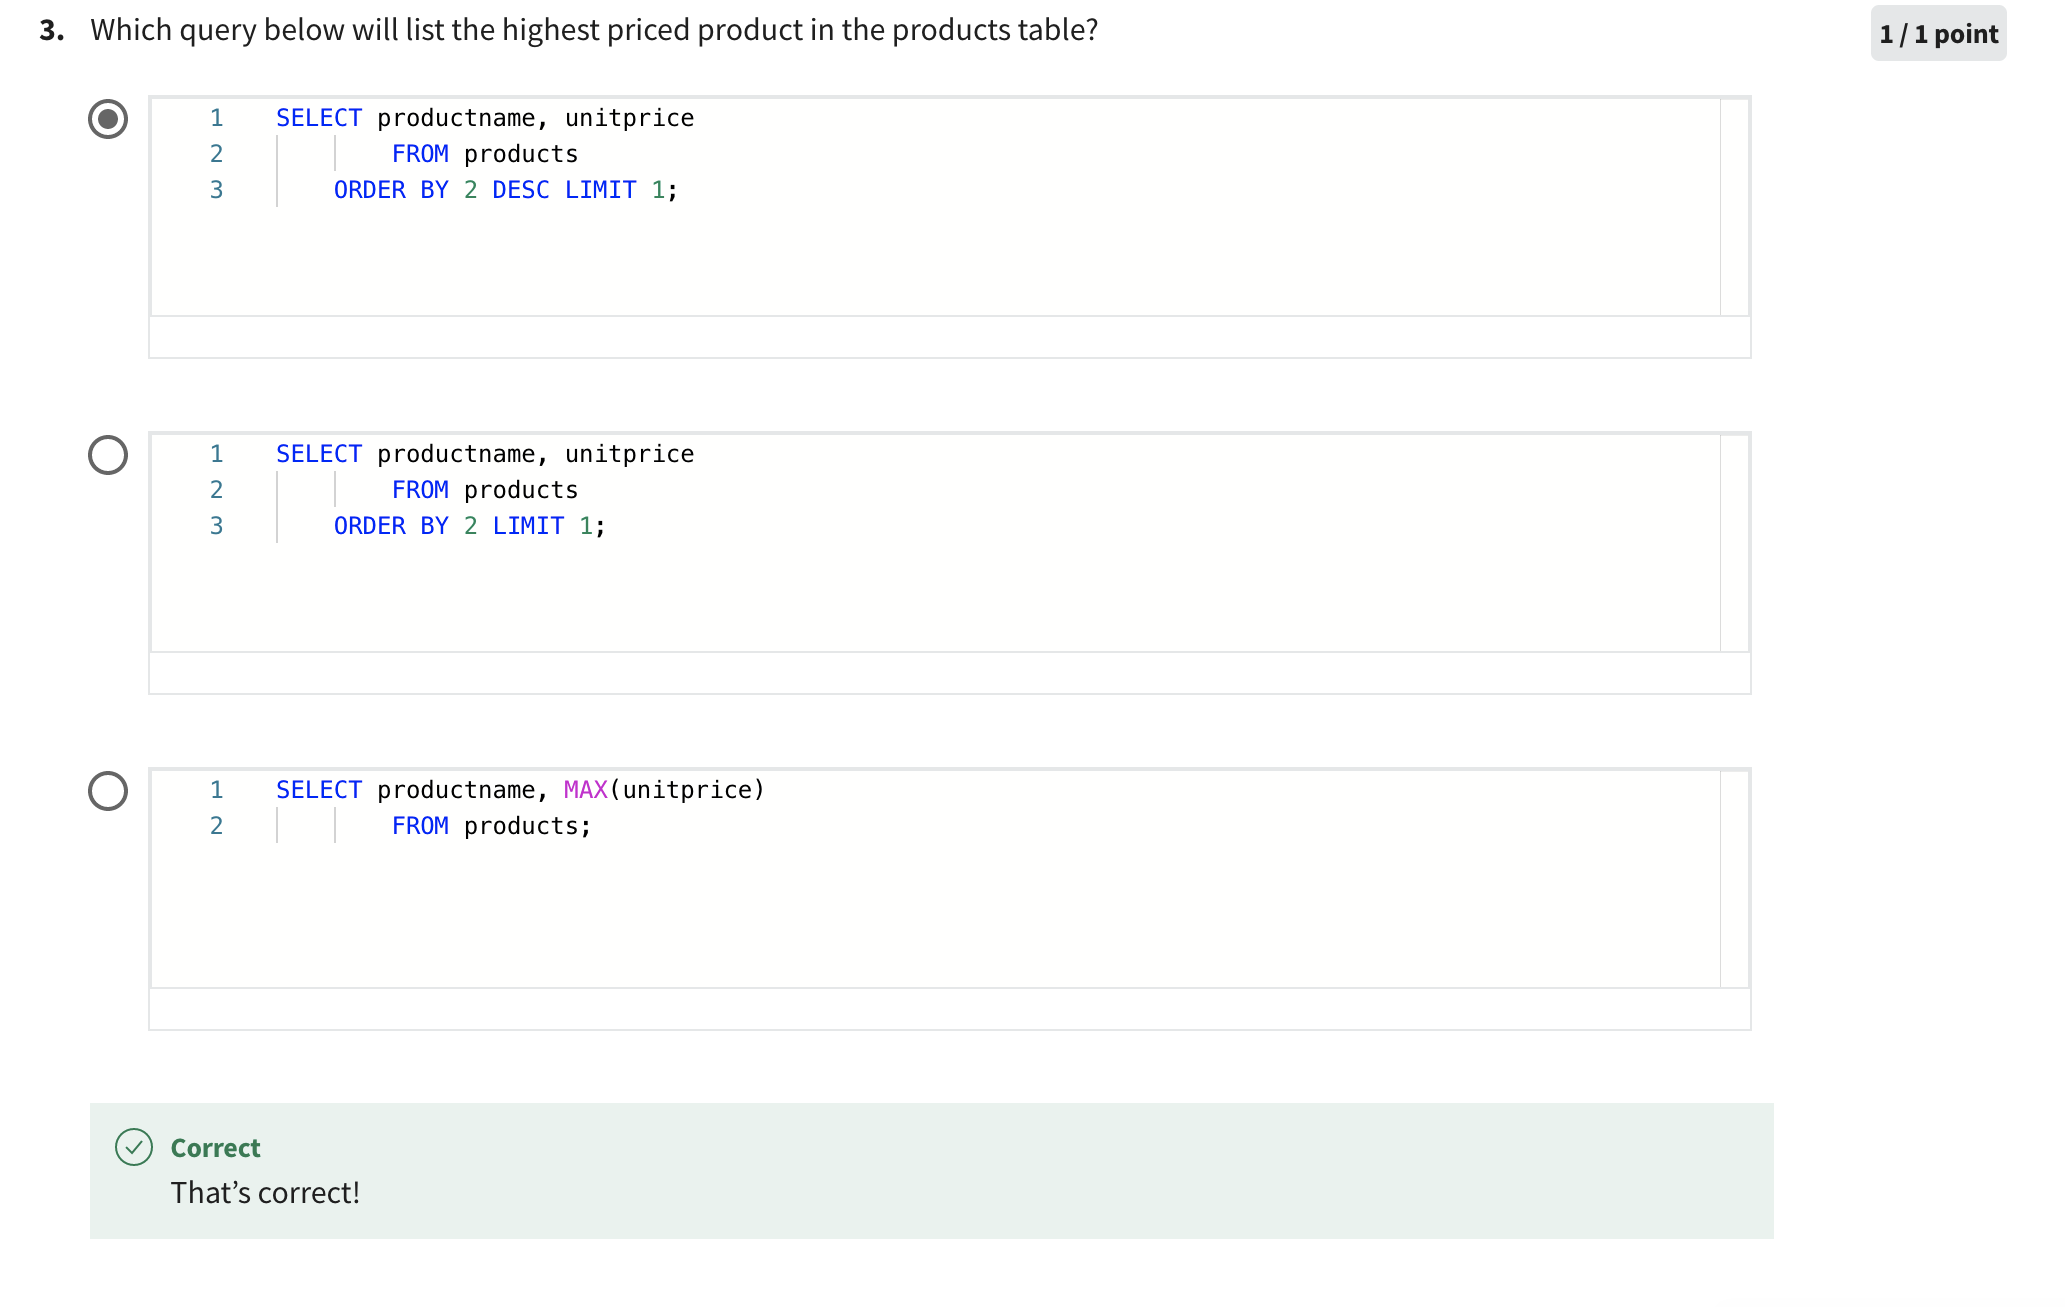 3. Which query below will list the highest priced product in the products table?
1 / 1 point
1 SELECT productname, unitprice
2 FROM products
3 ORDER BY 2 DESC LIMIT 1;
1 SELECT productname, unitprice
2 FROM products
3 ORDER BY 2 LIMIT 1;
1 SELECT productname, MAX(unitprice)
2 FROM products;
Correct
That’s correct!